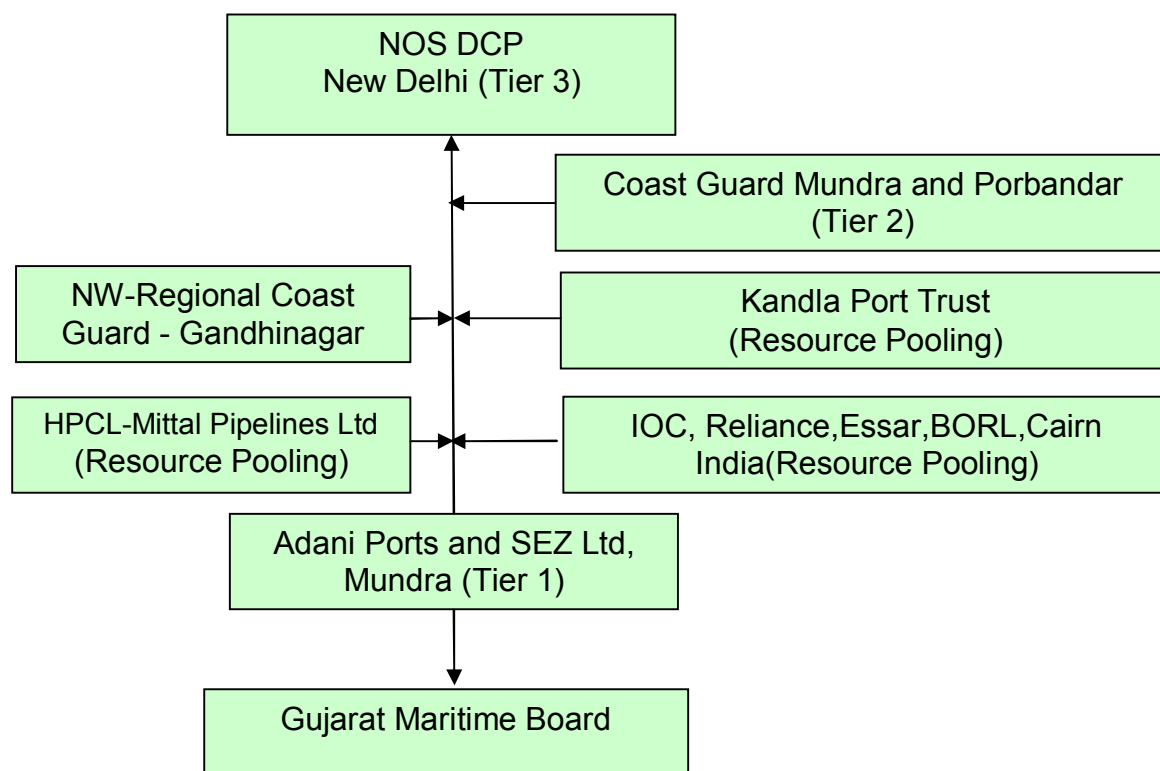 NOS DCP
New Delhi (Tier 3)
Coast Guard Mundra and Porbandar
(Tier 2)
NW-Regional Coast
Guard - Gandhinagar
Kandla Port Trust
(Resource Pooling)
HPCL-Mittal Pipelines Ltd
(Resource Pooling)
IOC, Reliance,Essar,BORL,Cairn
India(Resource Pooling)
Adani Ports and SEZ Ltd,
Mundra (Tier 1)
Gujarat Maritime Board